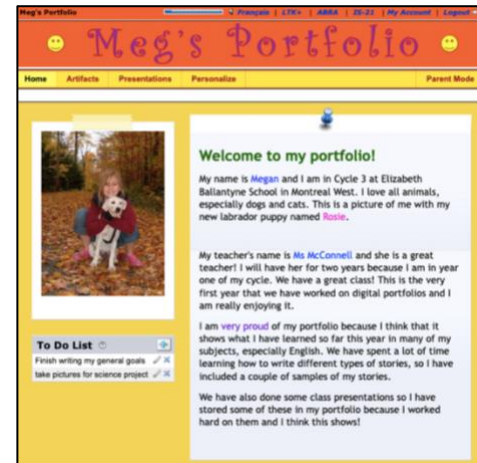 Meg's Portfolio
Français | LTK+ | ABRA | IS-21 | My Account | Logout
Meg's Portfolio
Home Artifacts Presentations Personalize Parent Mode
Welcome to my portfolio!
My name is Megan and I am in Cycle 3 at Elizabeth
Ballantyne School in Montreal West. I love all animals,
especially dogs and cats. This is a picture of me with my
new labrador puppy named Rosie.
My teacher's name is Ms McConnell and she is a great
teacher! I will have her for two years because I am in year
one of my cycle. We have a great class! This is the very
first year that we have worked on digital portfolios and I
am really enjoying it.
I am very proud of my portfolio because I think that it
shows what I have learned so far this year in many of my
subjects, especially English. We have spent a lot of time
learning how to write different types of stories, so I have
included a couple of samples of my stories.
We have also done some class presentations so I have
stored some of these in my portfolio because I worked
hard on them and I think this shows!
To Do List
Finish writing my general goals
take pictures for science project